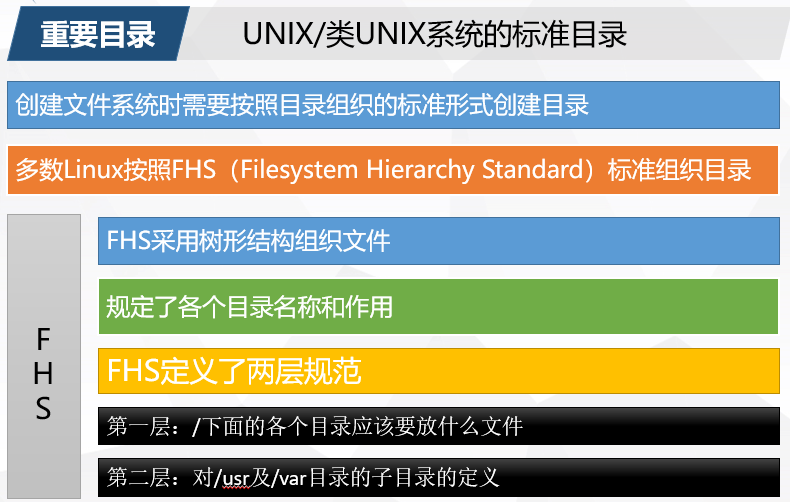 重要目录
UNIX/类UNIX系统的标准目录
创建文件系统时需要按照目录组织的标准形式创建目录
多数Linux按照FHS（Filesystem Hierarchy Standard）标准组织目录
FHS
FHS采用树形结构组织文件
规定了各个目录名称和作用
FHS定义了两层规范
第一层：/下面的各个目录应该要放什么文件
第二层：对/usr及/var目录的子目录的定义